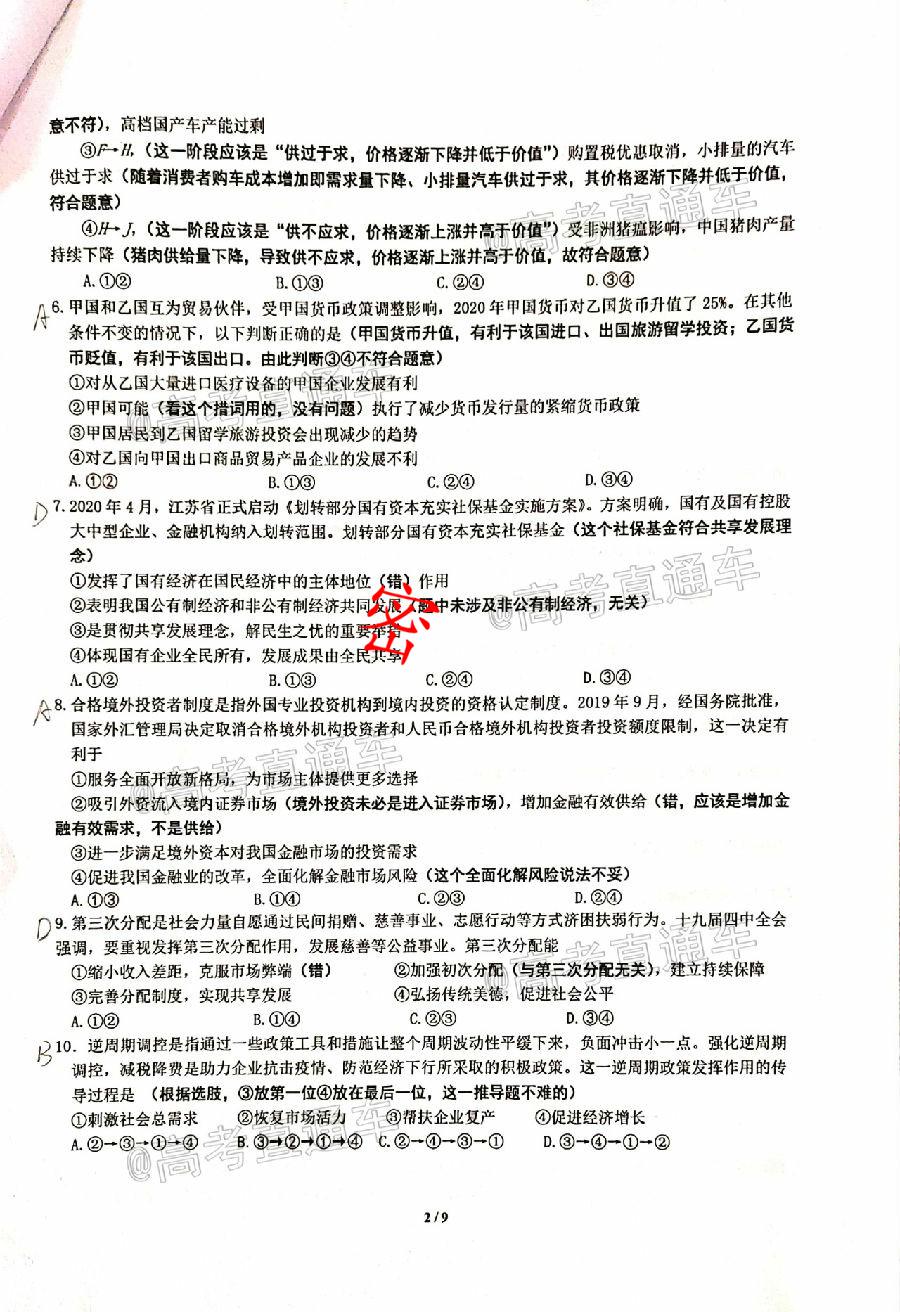 意不符)，高档国产车产能过剩
③F→H，(这一阶段应该是“供过于求，价格逐渐下降并低于价值”）购置税优惠取消，小排量的汽车
供过于求（随着消费者购车成本增加即需求量下降、小排量汽车供过于求，其价格逐渐下降并低于价值，
符合题意）
④H→J，(这一阶段应该是“供不应求，价格逐渐上涨并高于价值”）受非洲猪瘟影响，中国猪肉产量
持续下降（猪肉供给量下降，导致供不应求，价格逐渐上涨并高于价值，故符合题意）
A.①② B.①③ C.②④ D.③④
A 6.甲国和乙国互为贸易伙伴，受甲国货币政策调整影响，2020年甲国货币对乙国货币升值了25%。在其他
条件不变的情况下，以下判断正确的是（甲国货币升值，有利于该国进口、出国旅游留学投资；乙国货
币贬值，有利于该国出口。由此判断③④不符合题意）
①对从乙国大量进口医疗设备的甲国企业发展有利
②甲国可能（看这个措词用的，没有问题）执行了减少货币发行量的紧缩货币政策
③甲国居民到乙国留学旅游投资会出现减少的趋势
④对乙国向甲国出口商品贸易产品企业的发展不利
A.①② B.①③ C.②④ D.③④
D 7.2020年4月，江苏省正式启动《划转部分国有资本充实社保基金实施方案》。方案明确，国有及国有控股
大中型企业、金融机构纳入划转范围。划转部分国有资本充实社保基金（这个社保基金符合共享发展理
念）
①发挥了国有经济在国民经济中的主体地位（错）作用
②表明我国公有制经济和非公有制经济共同发展（题中未涉及非公有制经济，无关）
③是贯彻共享发展理念，解民生之忧的重要举措
④体现国有企业全民所有，发展成果由全民共享
A.①② B.①③ C.②④ D.③④
密
A 8.合格境外投资者制度是指外国专业投资机构到境内投资的资格认定制度。2019年9月，经国务院批准，
国家外汇管理局决定取消合格境外机构投资者和人民币合格境外机构投资者投资额度限制，这一决定有
利于
①服务全面开放新格局，为市场主体提供更多选择
②吸引外资流入境内证券市场（境外投资未必是进入证券市场），增加金融有效供给（错，应该是增加金
融有效需求，不是供给）
③进一步满足境外资本对我国金融市场的投资需求
④促进我国金融业的改革，全面化解金融市场风险（这个全面化解风险说法不妥）
A.①③ B.①④ C.②③ D.②④
D 9.第三次分配是社会力量自愿通过民间捐赠、慈善事业、志愿行动等方式济困扶弱行为。十九届四中全会
强调，要重视发挥第三次分配作用，发展慈善等公益事业。第三次分配能
①缩小收入差距，克服市场弊端（错） ②加强初次分配（与第三次分配无关），建立持续保障
③完善分配制度，实现共享发展 ④弘扬传统美德，促进社会公平
A.①② B.①④ C.②③ D.③④
B 10．逆周期调控是指通过一些政策工具和措施让整个周期波动性平缓下来，负面冲击小一点。强化逆周期
调控，减税降费是助力企业抗击疫情、防范经济下行所采取的积极政策。这一逆周期政策发挥作用的传
导过程是 （根据选肢，③放第一位④放在最后一位，这一推导题不难的）
①刺激社会总需求 ②恢复市场活力 ③帮扶企业复产 ④促进经济增长
A.②→③→①→④ B.③→②→①→④ C.②→④→③→① D.③→④→①→②
2 / 9
@高考直通车
@高考直通车
@高考直通车
@高考直通车
@高考直通车
@高考直通车
@高考直通车